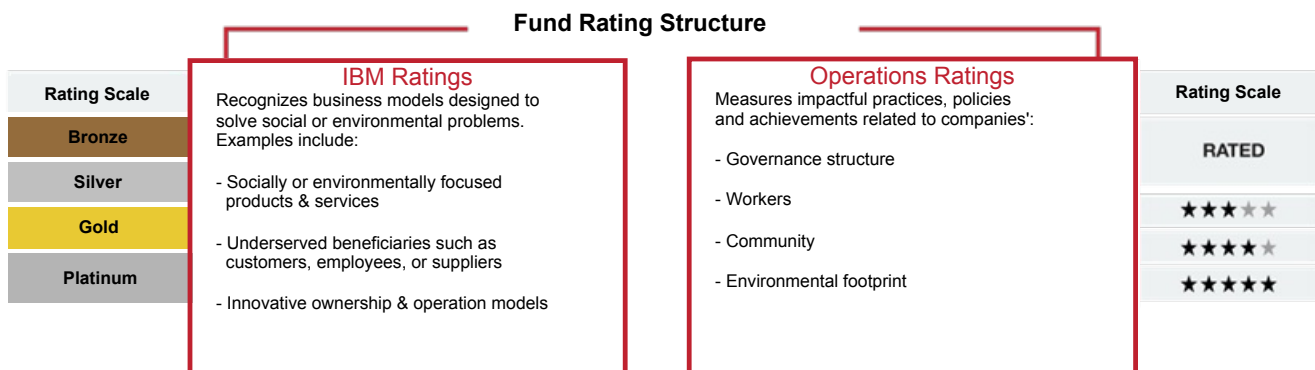 Fund Rating Structure
Rating Scale
Bronze
Silver
Gold
Platinum
IBM Ratings
Recognizes business models designed to
solve social or environmental problems.
Examples include:
- Socially or environmentally focused
products & services
- Underserved beneficiaries such as
customers, employees, or suppliers
- Innovative ownership & operation models
Operations Ratings
Measures impactful practices, policies
and achievements related to companies':
- Governance structure
- Workers
- Community
- Environmental footprint
Rating Scale
RATED
★★★★★
★★★★★
★★★★★